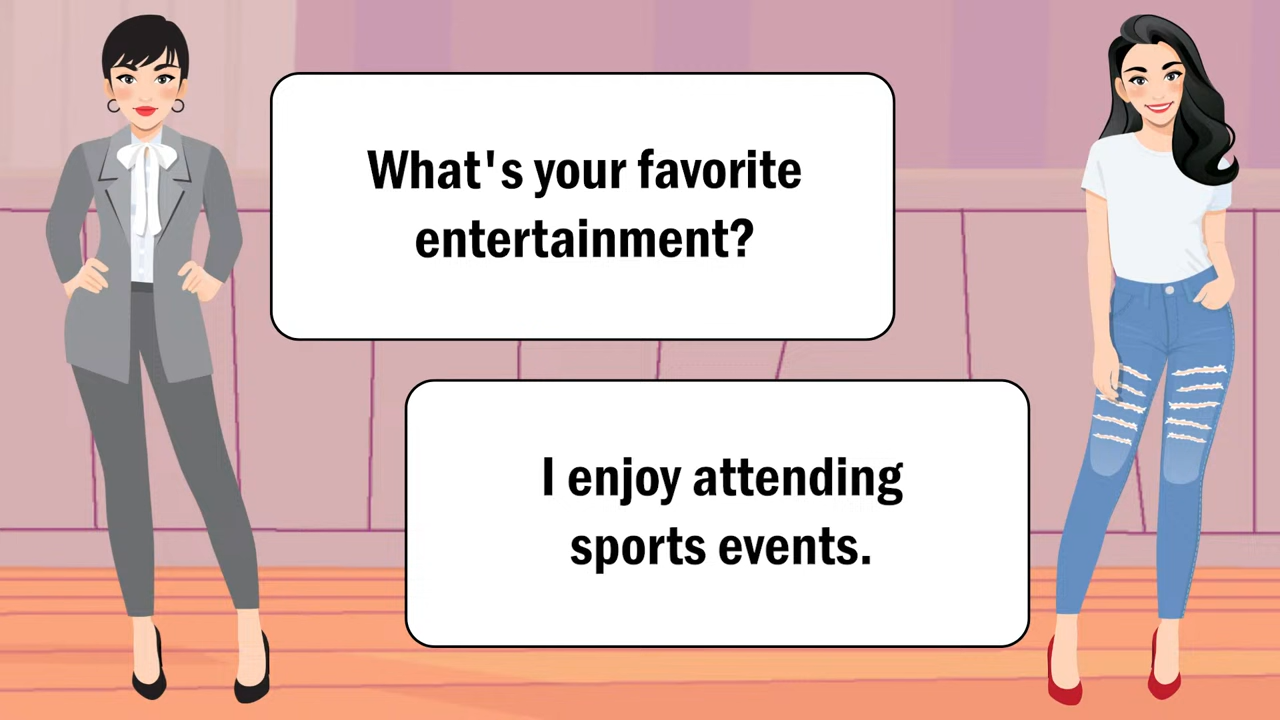 What's your favorite
entertainment?
I enjoy attending
sports events.